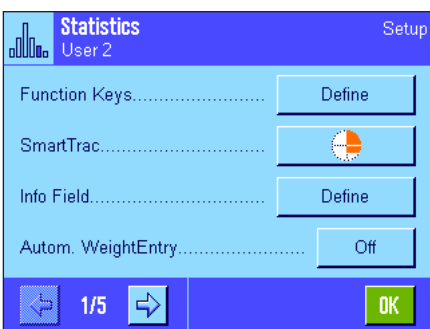 Statistics
Setup
User 2
Function Keys......................... Define
SmartTrac.............................
Info Field............................... Define
Autom. WeightEntry...................... Off
1/5
OK